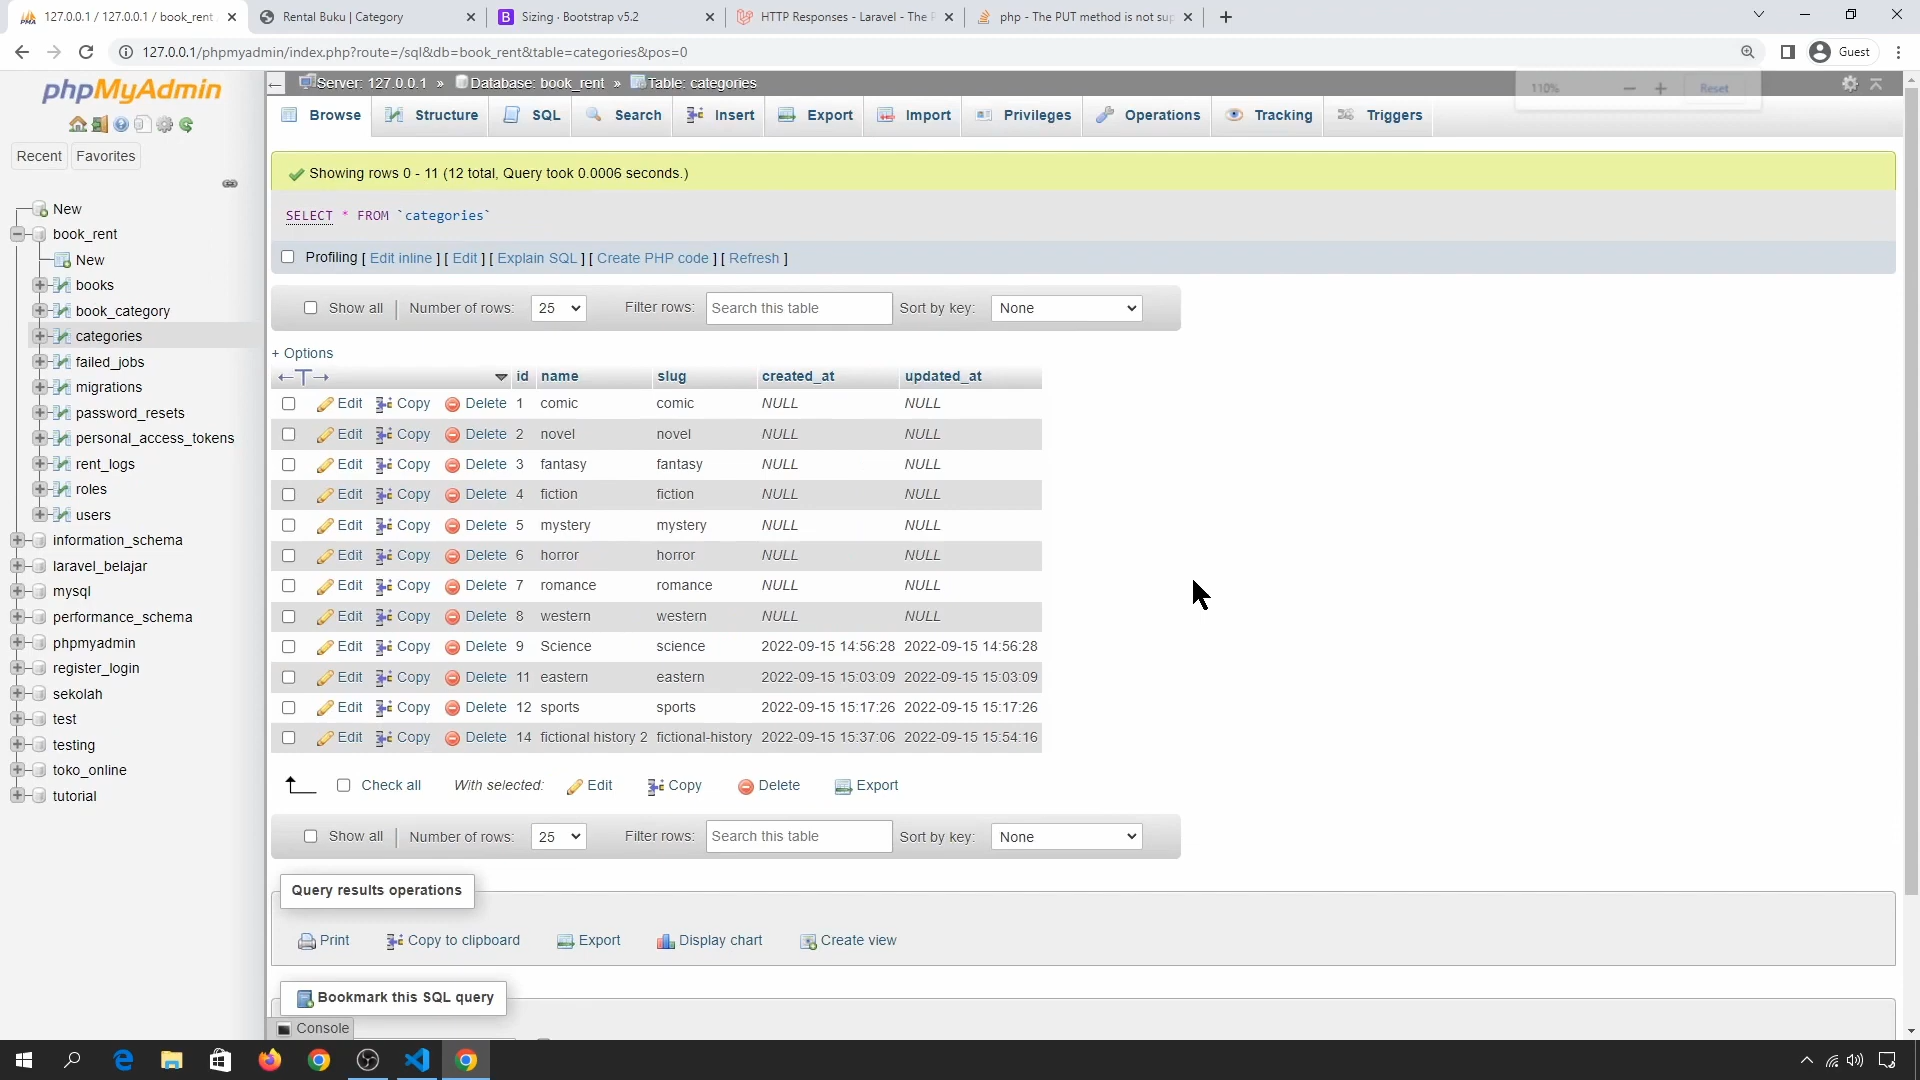 127.0.0.1 / 127.0.0.1 / book_rent
Rental Buku | Category
Sizing · Bootstrap v5.2
HTTP Responses - Laravel - The P
php - The PUT method is not sup
127.0.0.1/phpmyadmin/index.php?route=/sql&db=book_rent&table=categories&pos=0
Guest
phpMyAdmin
Server: 127.0.0.1 » Database: book_rent » Table: categories
110%
Reset
Browse Structure SQL Search Insert Export Import Privileges Operations Tracking Triggers
Recent Favorites
New
book_rent
New
books
book_category
categories
failed_jobs
migrations
password_resets
personal_access_tokens
rent_logs
roles
users
information_schema
laravel_belajar
mysql
performance_schema
phpmyadmin
register_login
sekolah
test
testing
toko_online
tutorial
Showing rows 0 - 11 (12 total, Query took 0.0006 seconds.)
SELECT * FROM `categories`
Profiling [ Edit inline ] [ Edit ] [ Explain SQL ] [ Create PHP code ] [ Refresh ]
Show all | Number of rows: 25 Filter rows: Search this table Sort by key: None
+ Options
←T→ id name slug created_at updated_at
Edit Copy Delete 1 comic comic NULL NULL
Edit Copy Delete 2 novel novel NULL NULL
Edit Copy Delete 3 fantasy fantasy NULL NULL
Edit Copy Delete 4 fiction fiction NULL NULL
Edit Copy Delete 5 mystery mystery NULL NULL
Edit Copy Delete 6 horror horror NULL NULL
Edit Copy Delete 7 romance romance NULL NULL
Edit Copy Delete 8 western western NULL NULL
Edit Copy Delete 9 Science science 2022-09-15 14:56:28 2022-09-15 14:56:28
Edit Copy Delete 11 eastern eastern 2022-09-15 15:03:09 2022-09-15 15:03:09
Edit Copy Delete 12 sports sports 2022-09-15 15:17:26 2022-09-15 15:17:26
Edit Copy Delete 14 fictional history 2 fictional-history 2022-09-15 15:37:06 2022-09-15 15:54:16
Check all With selected: Edit Copy Delete Export
Show all | Number of rows: 25 Filter rows: Search this table Sort by key: None
Query results operations
Print Copy to clipboard Export Display chart Create view
Bookmark this SQL query
Console